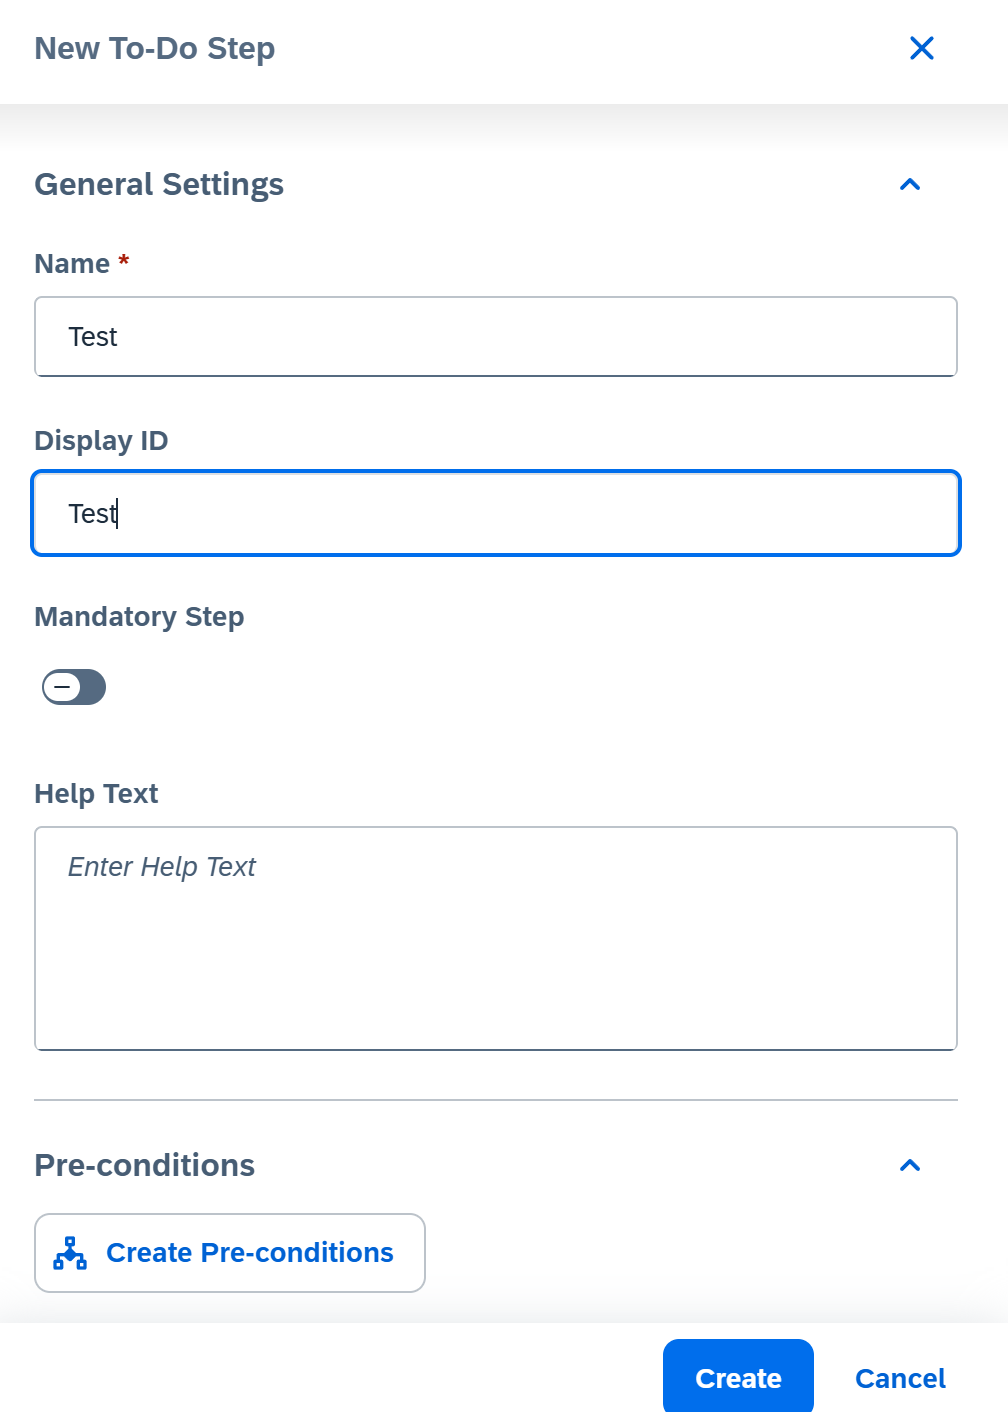 New To-Do Step
General Settings
Name *
Test
Display ID
Test
Mandatory Step
Help Text
Enter Help Text
Pre-conditions
Create Pre-conditions
Create Cancel